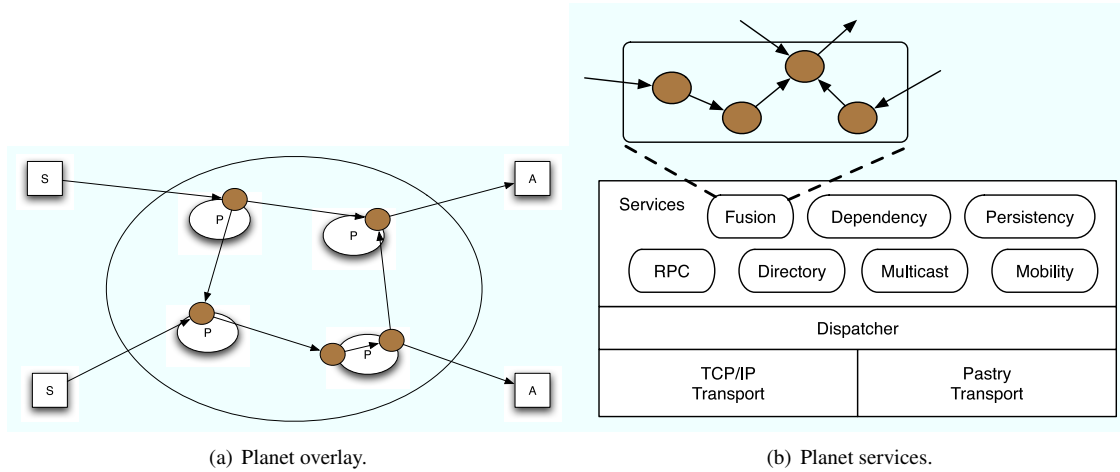 S
P
P
A
S
P
P
A
(a) Planet overlay.
Services
Fusion
Dependency
Persistency
RPC
Directory
Multicast
Mobility
Dispatcher
TCP/IP
Transport
Pastry
Transport
(b) Planet services.